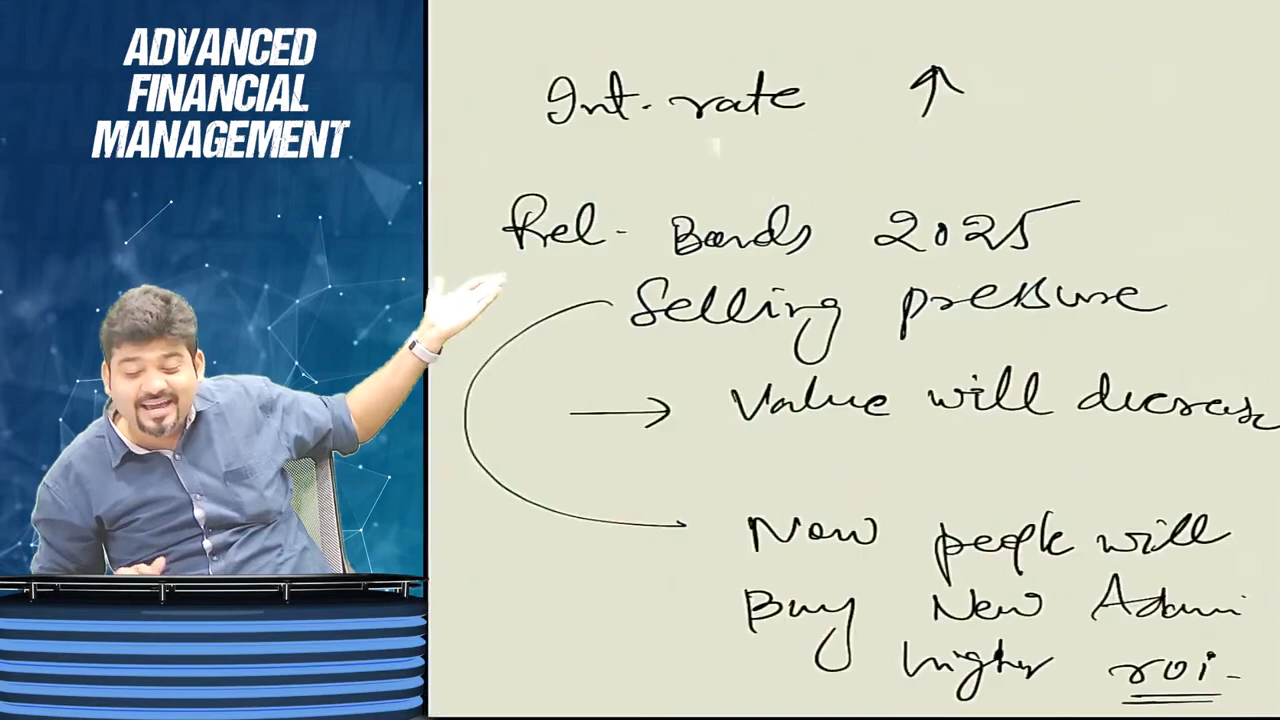 ADVANCED
FINANCIAL
MANAGEMENT
Int. rate ↑
Rel. Bonds 2025
Selling pressure
→ Value will decrease
Now people will
Buy New Adani
higher roi.